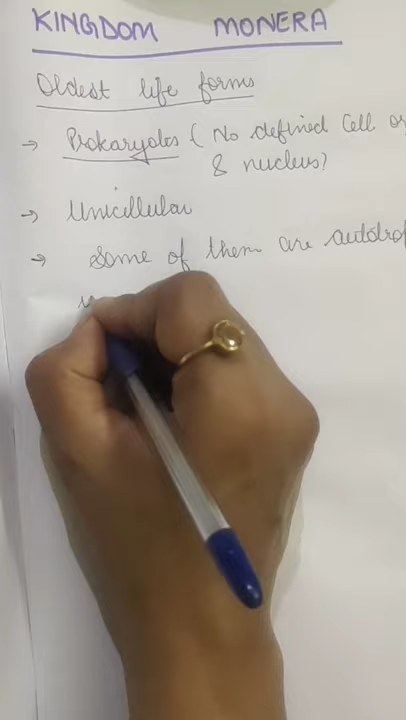 KINGDOM MONERA
Oldest life forms
→ Prokaryotes ( No defined Cell or
& nucleus)
→ Unicellular
→ Some of them are autotro